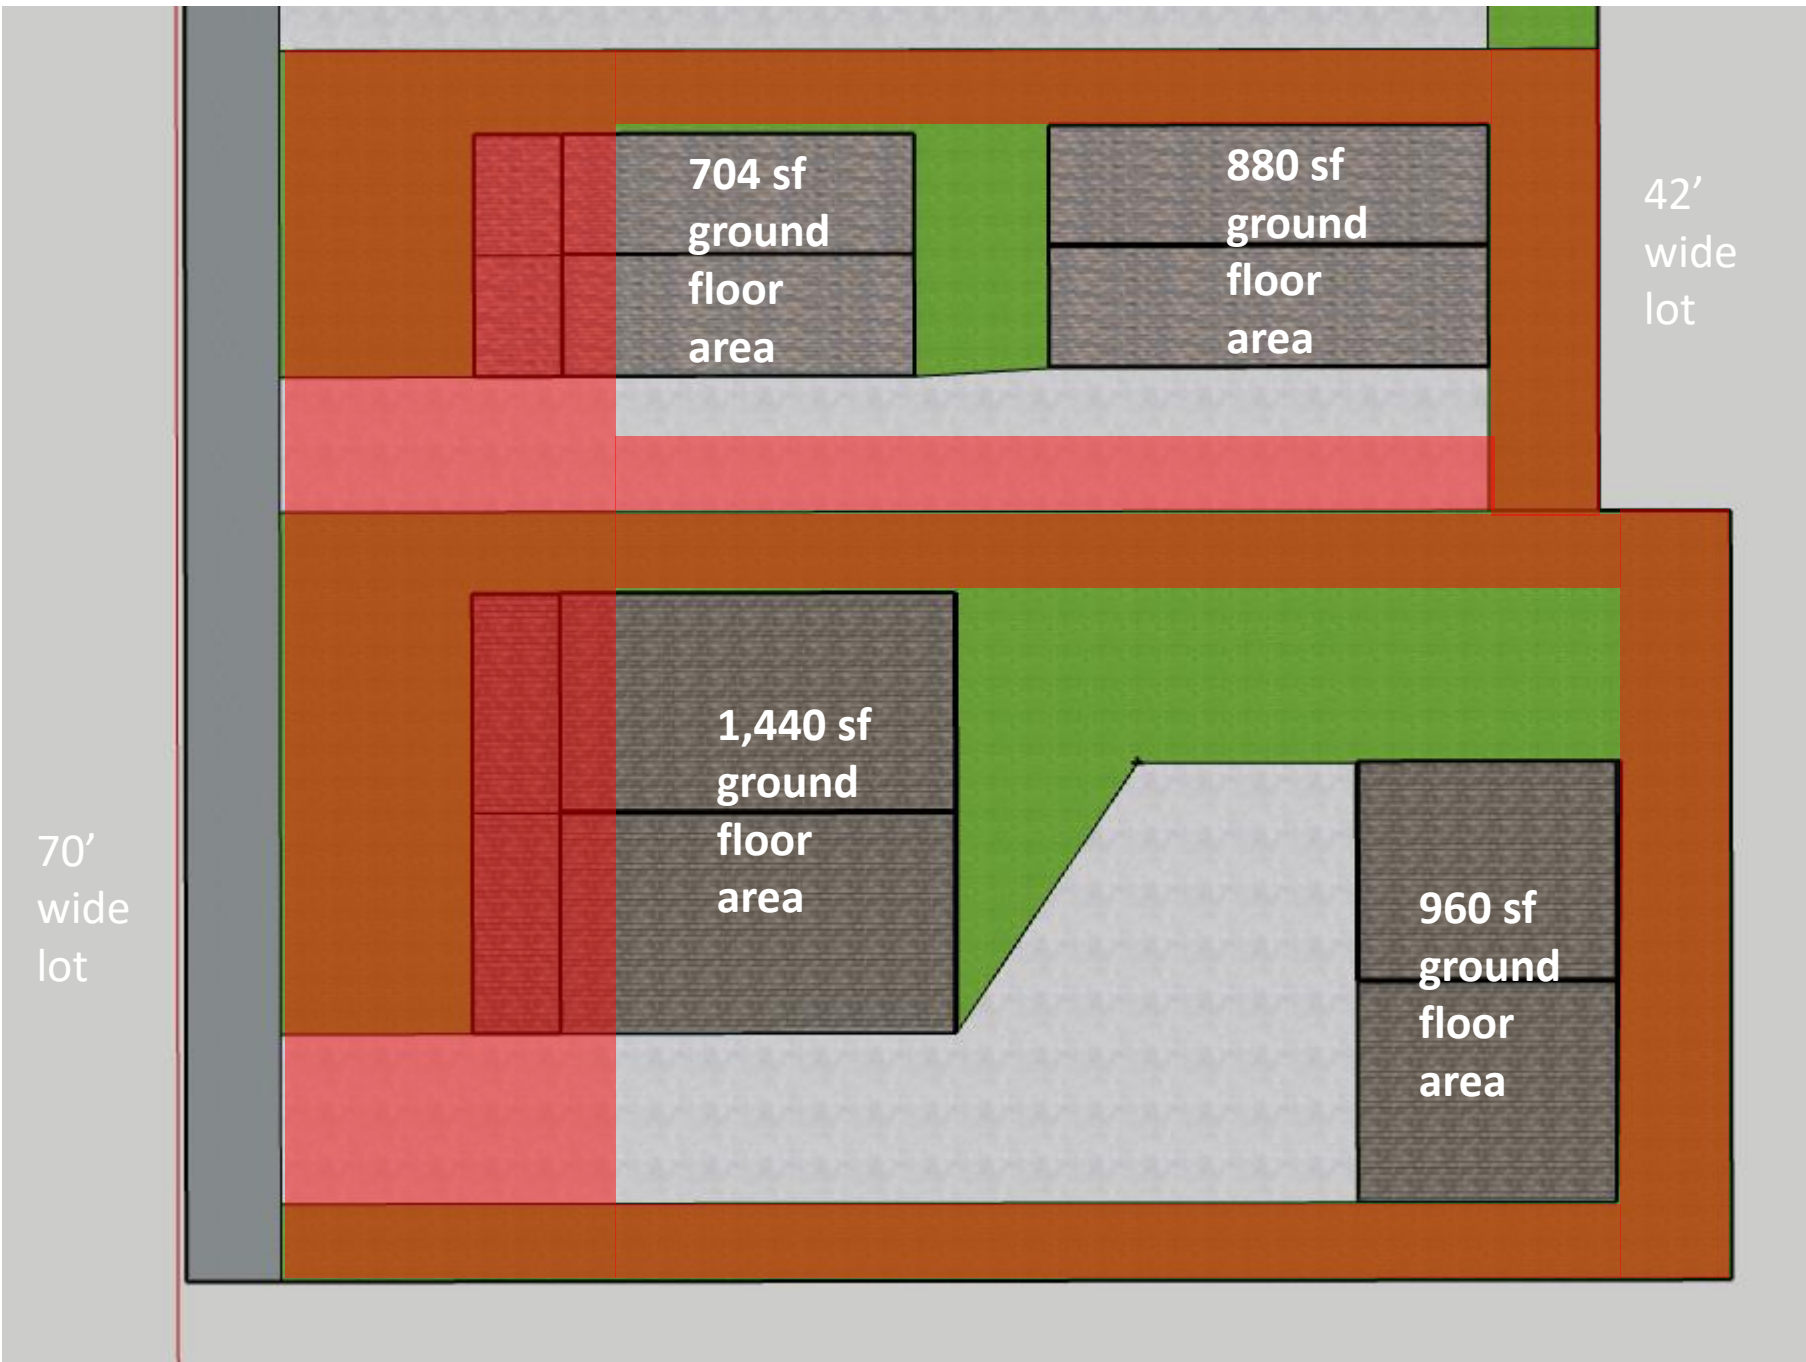 704 sf
ground
floor
area
880 sf
ground
floor
area
42’
wide
lot
1,440 sf
ground
floor
area
70’
wide
lot
960 sf
ground
floor
area